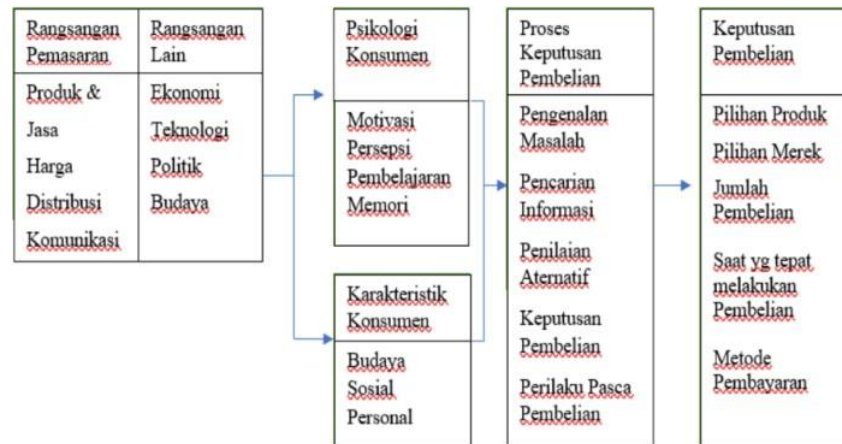 Rangsangan
Pemasaran
Produk &
Jasa
Harga
Distribusi
Komunikasi
Rangsangan
Lain
Ekonomi
Teknologi
Politik
Budaya
Psikologi
Konsumen
Motivasi
Persepsi
Pembelajaran
Memori
Karakteristik
Konsumen
Budaya
Sosial
Personal
Proses
Keputusan
Pembelian
Pengenalan
Masalah
Pencarian
Informasi
Penilaian
Aternatif
Keputusan
Pembelian
Perilaku Pasca
Pembelian
Keputusan
Pembelian
Pilihan Produk
Pilihan Merek
Jumlah
Pembelian
Saat yg tepat
melakukan
Pembelian
Metode
Pembayaran